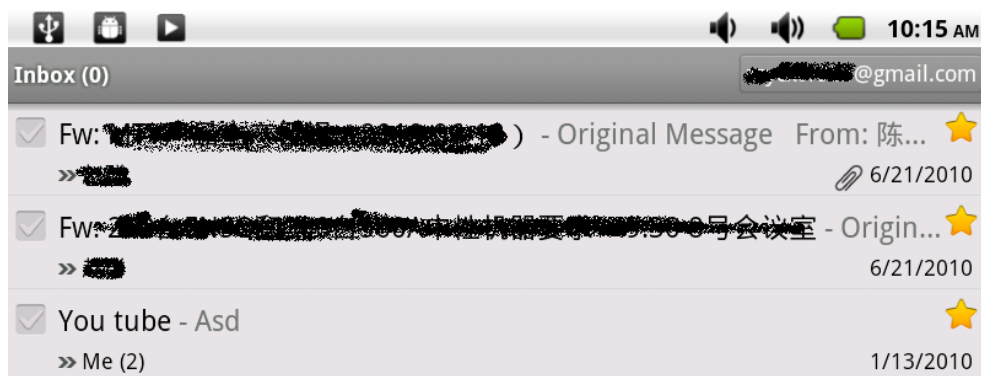 10:15 AM
Inbox (0)
@gmail.com
Fw: ) - Original Message From: 陈...
6/21/2010
Fw: 号会议室 - Origin...
6/21/2010
You tube - Asd
Me (2)
1/13/2010